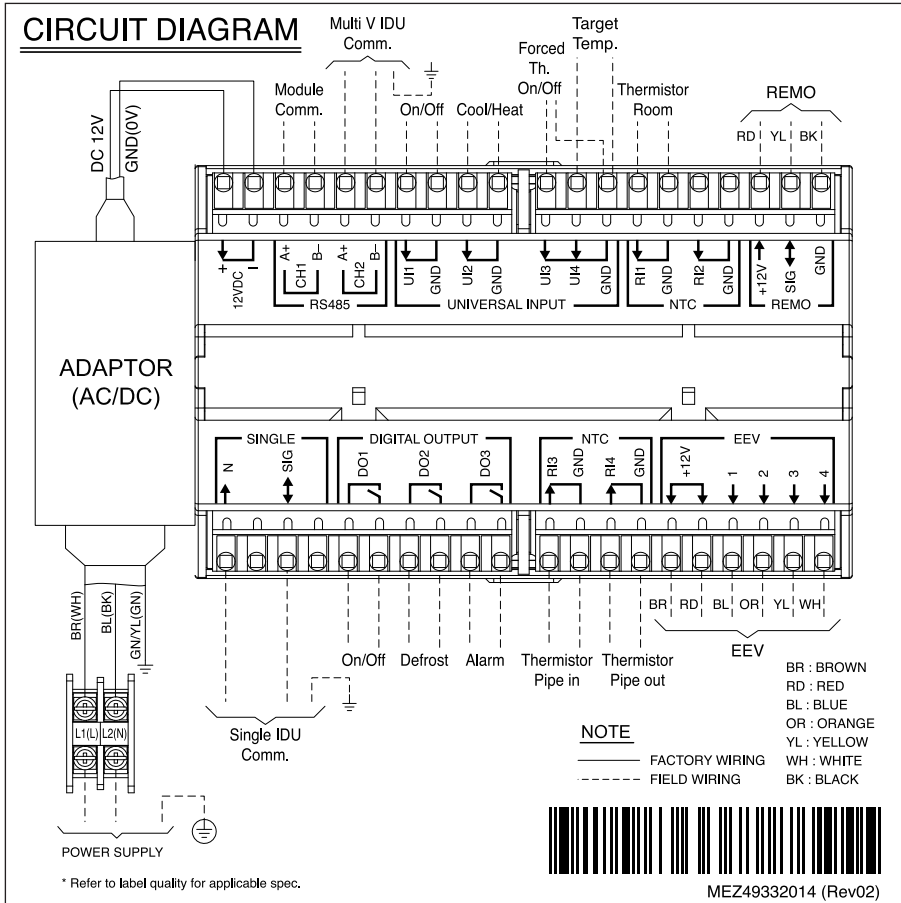 CIRCUIT DIAGRAM
Multi V IDU
Comm.
Target
Temp.
Forced
Th.
On/Off
Module
Comm.
On/Off
Cool/Heat
Thermistor
Room
REMO
RD
YL
BK
DC 12V
GND(0V)
+
–
12VDC
A+
B–
CH1
A+
B–
CH2
RS485
UI1
GND
UI2
GND
UI3
UI4
GND
UNIVERSAL INPUT
RI1
GND
RI2
GND
NTC
+12V
SIG
GND
REMO
ADAPTOR
(AC/DC)
SINGLE
N
SIG
DIGITAL OUTPUT
DO1
DO2
DO3
NTC
RI3
GND
RI4
GND
EEV
+12V
1
2
3
4
BR(WH)
BL(BK)
GN/YL(GN)
BR
RD
BL
OR
YL
WH
EEV
On/Off
Defrost
Alarm
Thermistor
Pipe in
Thermistor
Pipe out
L1(L)
L2(N)
Single IDU
Comm.
BR : BROWN
RD : RED
BL : BLUE
OR : ORANGE
YL : YELLOW
WH : WHITE
BK : BLACK
NOTE
FACTORY WIRING
FIELD WIRING
POWER SUPPLY
* Refer to label quality for applicable spec.
MEZ49332014 (Rev02)